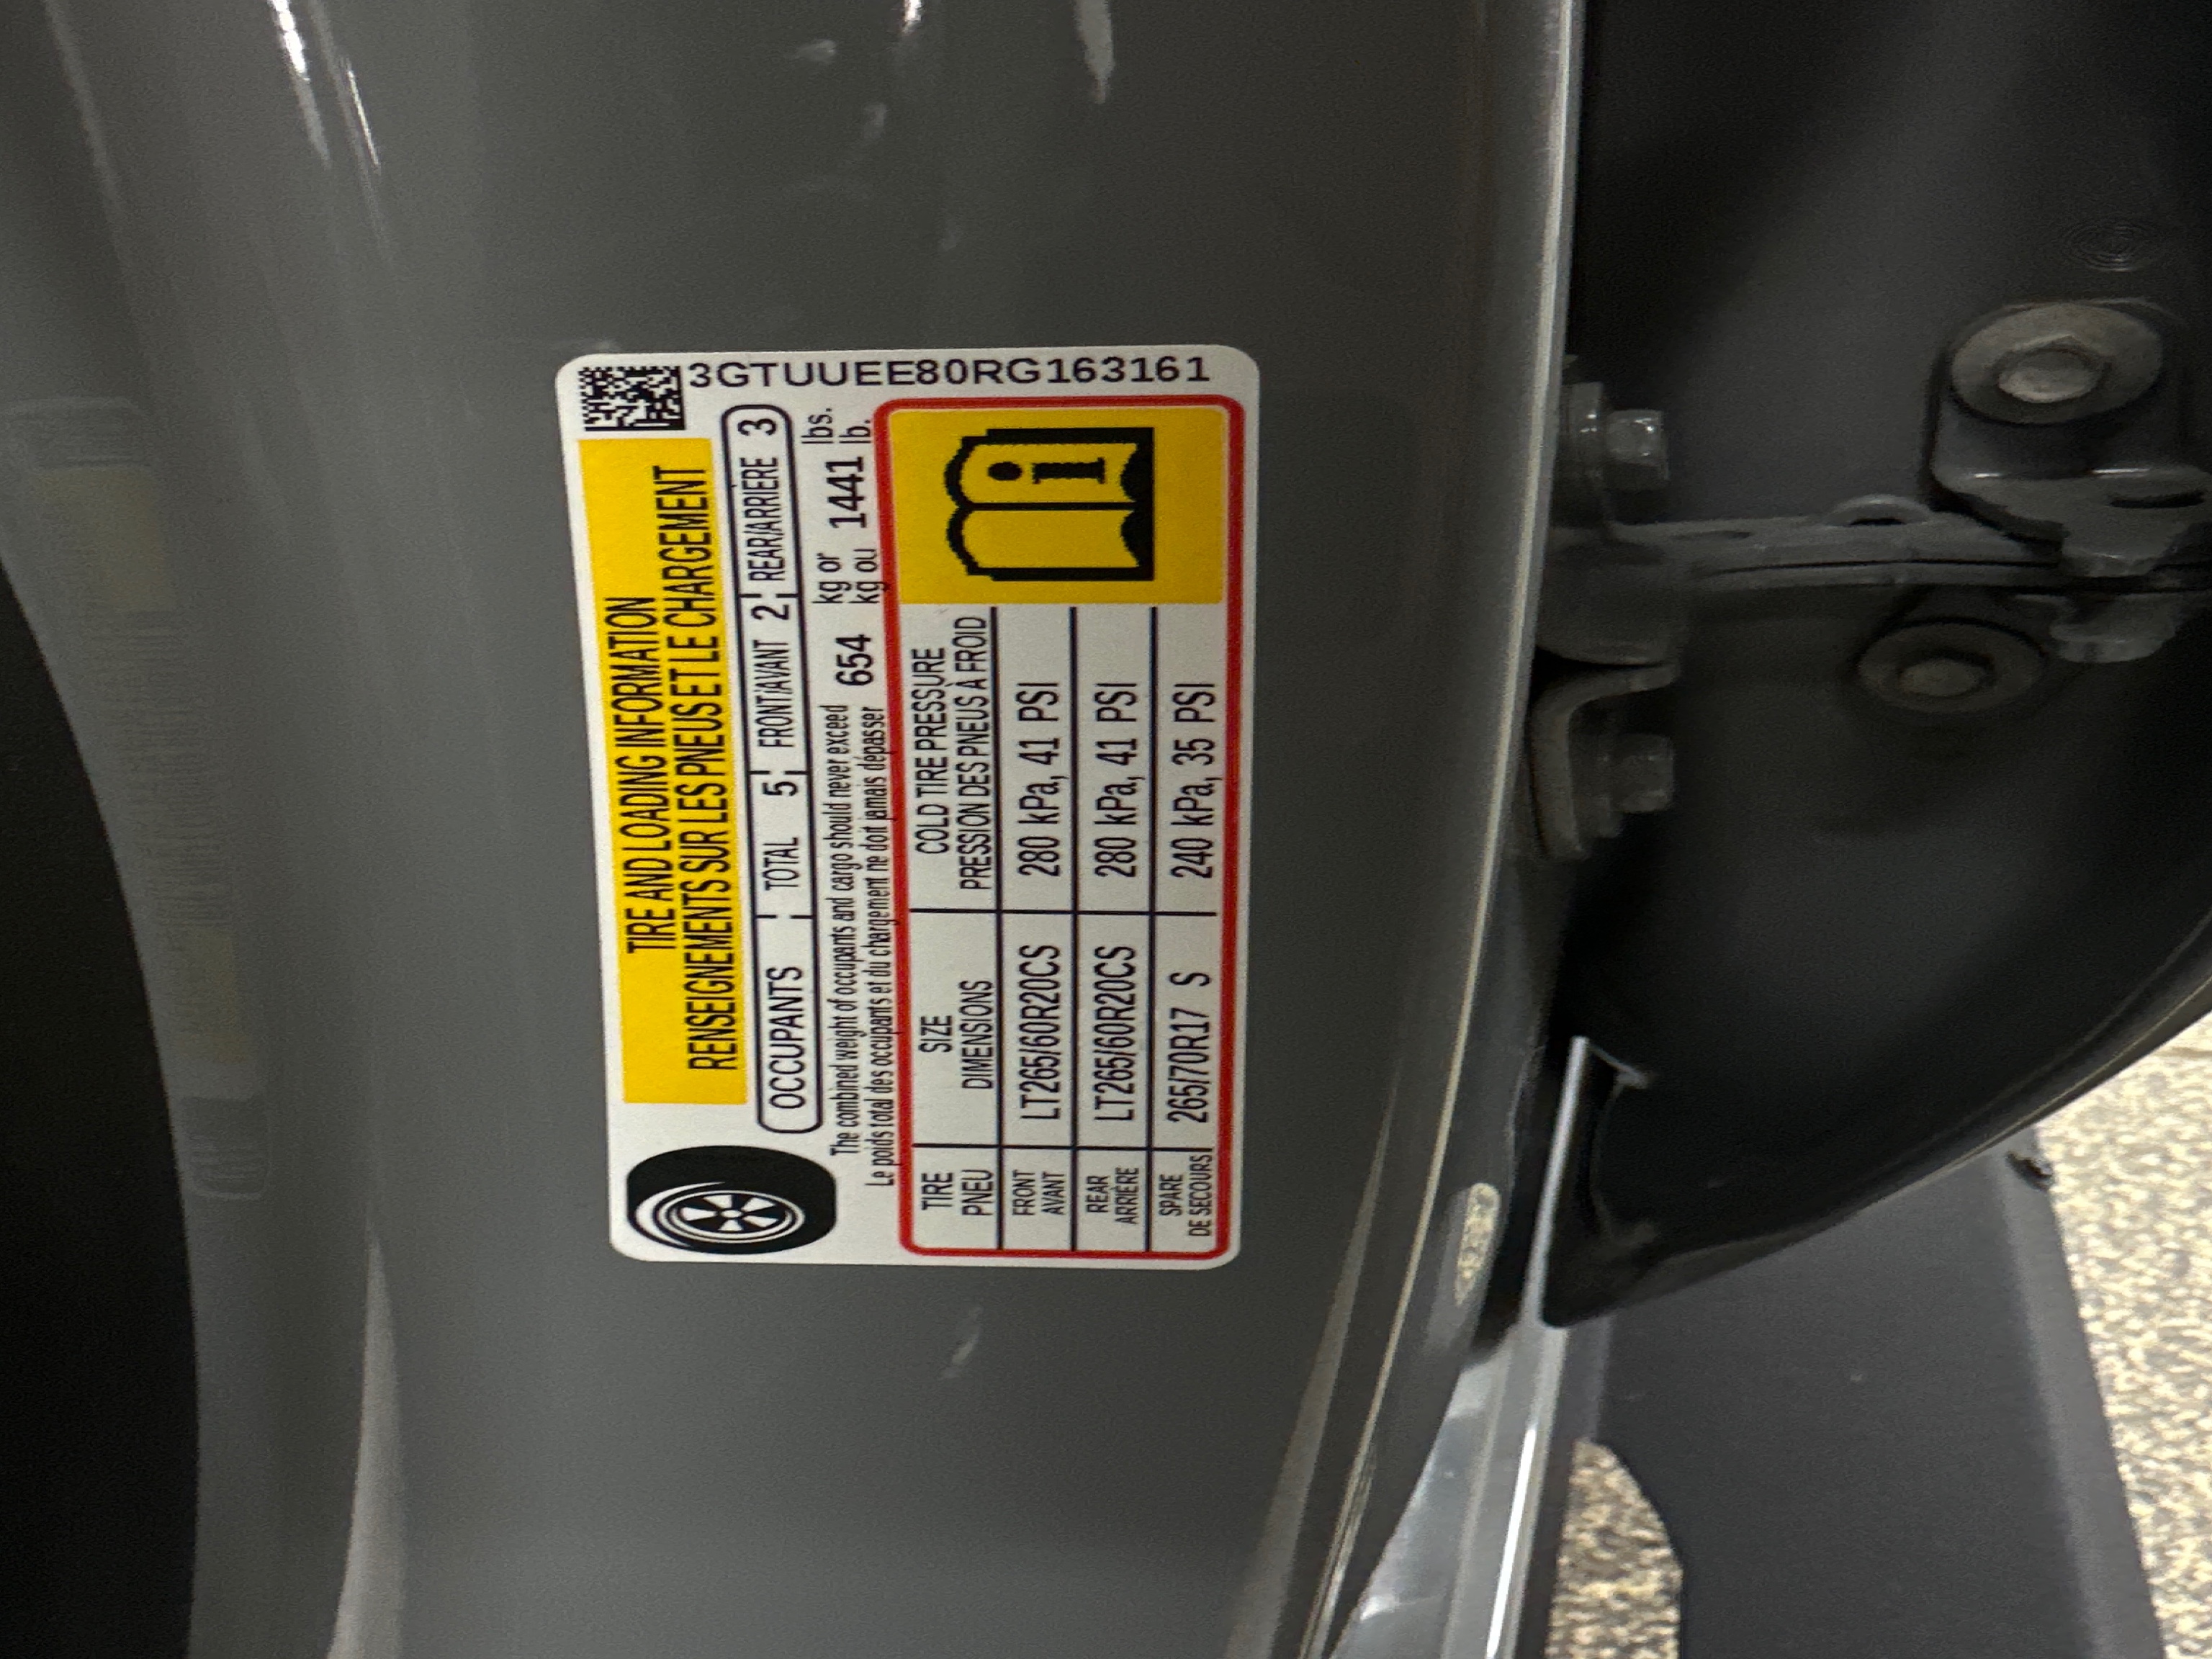 TIRE AND LOADING INFORMATION
RENSEIGNEMENTS SUR LES PNEUS ET LE CHARGEMENT
3GTUUEE80RG163161
OCCUPANTS TOTAL 5 FRONT/AVANT 2 REAR/ARRIÈRE 3
The combined weight of occupants and cargo should never exceed 654 kg or 1441 lbs.
Le poids total des occupants et du chargement ne doit jamais dépasser kg ou lb.
TIRE SIZE COLD TIRE PRESSURE
PNEU DIMENSIONS PRESSION DES PNEUS À FROID
FRONT AVANT LT265/60R20CS 280 kPa, 41 PSI
REAR ARRIÈRE LT265/60R20CS 280 kPa, 41 PSI
SPARE DE SECOURS 265/70R17 S 240 kPa, 35 PSI
i